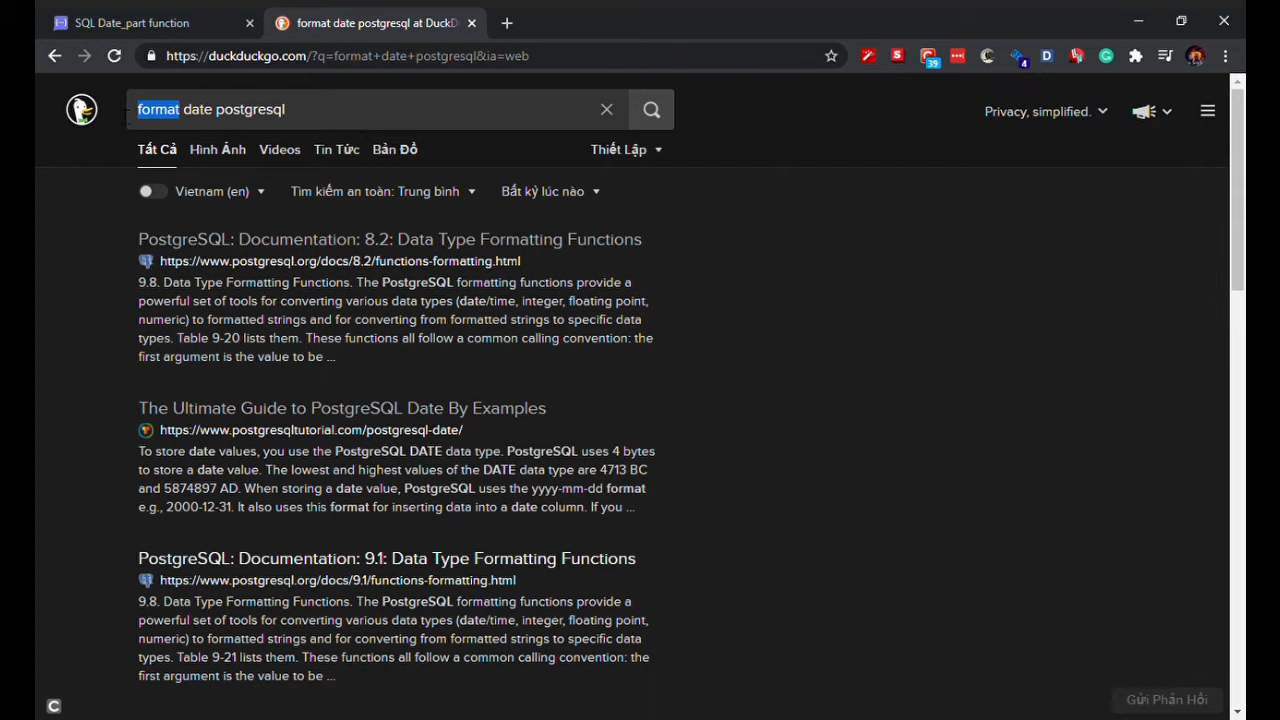 SQL Date_part function
format date postgresql at DuckD
https://duckduckgo.com/?q=format+date+postgresql&ia=web
39
4
format date postgresql
Privacy, simplified.
Tất Cả Hình Ảnh Videos Tin Tức Bản Đồ Thiết Lập
Vietnam (en) Tìm kiếm an toàn: Trung bình Bất kỳ lúc nào
PostgreSQL: Documentation: 8.2: Data Type Formatting Functions
https://www.postgresql.org/docs/8.2/functions-formatting.html
9.8. Data Type Formatting Functions. The PostgreSQL formatting functions provide a
powerful set of tools for converting various data types (date/time, integer, floating point,
numeric) to formatted strings and for converting from formatted strings to specific data
types. Table 9-20 lists them. These functions all follow a common calling convention: the
first argument is the value to be ...
The Ultimate Guide to PostgreSQL Date By Examples
https://www.postgresqltutorial.com/postgresql-date/
To store date values, you use the PostgreSQL DATE data type. PostgreSQL uses 4 bytes
to store a date value. The lowest and highest values of the DATE data type are 4713 BC
and 5874897 AD. When storing a date value, PostgreSQL uses the yyyy-mm-dd format
e.g., 2000-12-31. It also uses this format for inserting data into a date column. If you ...
PostgreSQL: Documentation: 9.1: Data Type Formatting Functions
https://www.postgresql.org/docs/9.1/functions-formatting.html
9.8. Data Type Formatting Functions. The PostgreSQL formatting functions provide a
powerful set of tools for converting various data types (date/time, integer, floating point,
numeric) to formatted strings and for converting from formatted strings to specific data
types. Table 9-21 lists them. These functions all follow a common calling convention: the
first argument is the value to be ...
Gửi Phản Hồi
C